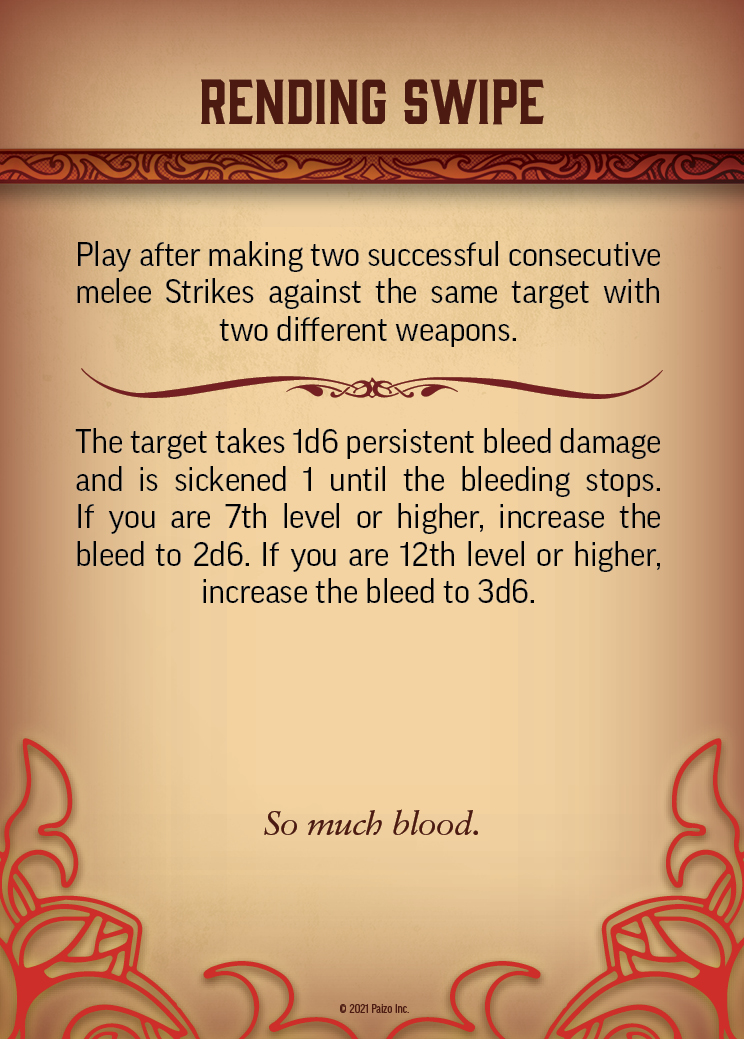 RENDING SWIPE
Play after making two successful consecutive
melee Strikes against the same target with
two different weapons.
The target takes 1d6 persistent bleed damage
and is sickened 1 until the bleeding stops.
If you are 7th level or higher, increase the
bleed to 2d6. If you are 12th level or higher,
increase the bleed to 3d6.
So much blood.
© 2021 Paizo Inc.